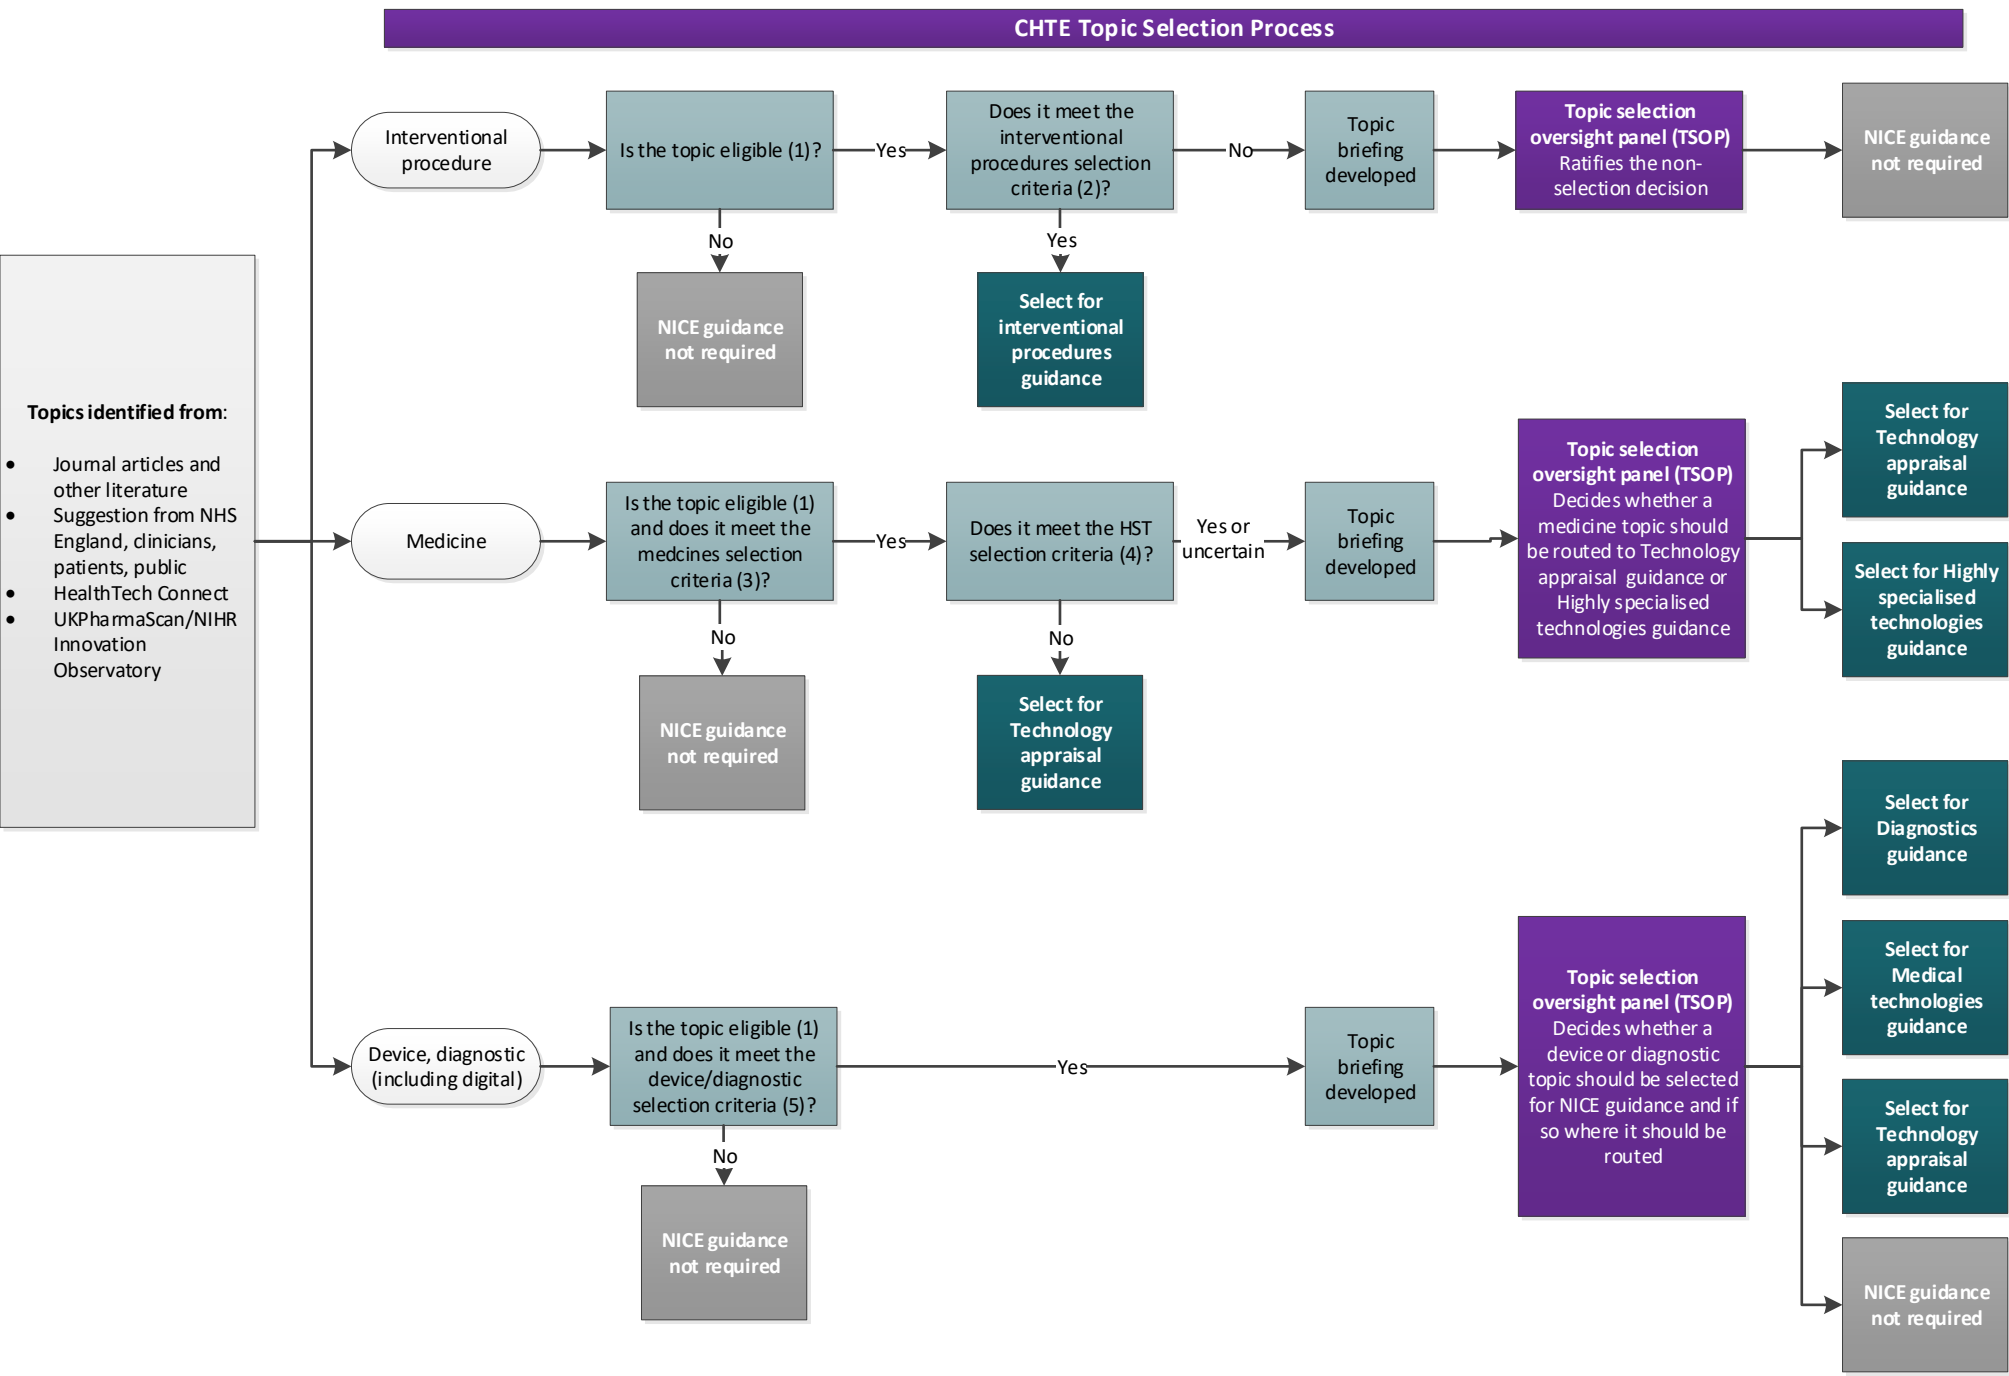 CHTE Topic Selection Process
Topics identified from:
• Journal articles and
other literature
• Suggestion from NHS
England, clinicians,
patients, public
• HealthTech Connect
• UKPharmaScan/NIHR
Innovation
Observatory
Interventional
procedure
Is the topic eligible (1)?
Yes
No
NICE guidance
not required
Does it meet the
interventional
procedures selection
criteria (2)?
No
Yes
Select for
interventional
procedures
guidance
Topic
briefing
developed
Topic selection
oversight panel (TSOP)
Ratifies the non-
selection decision
NICE guidance
not required
Medicine
Is the topic eligible (1)
and does it meet the
medcines selection
criteria (3)?
Yes
No
NICE guidance
not required
Does it meet the HST
selection criteria (4)?
Yes or
uncertain
No
Select for
Technology
appraisal
guidance
Topic
briefing
developed
Topic selection
oversight panel (TSOP)
Decides whether a
medicine topic should
be routed to Technology
appraisal guidance or
Highly specialised
technologies guidance
Select for
Technology
appraisal
guidance
Select for Highly
specialised
technologies
guidance
Device, diagnostic
(including digital)
Is the topic eligible (1)
and does it meet the
device/diagnostic
selection criteria (5)?
Yes
No
NICE guidance
not required
Topic
briefing
developed
Topic selection
oversight panel (TSOP)
Decides whether a
device or diagnostic
topic should be selected
for NICE guidance and if
so where it should be
routed
Select for
Diagnostics
guidance
Select for
Medical
technologies
guidance
Select for
Technology
appraisal
guidance
NICE guidance
not required